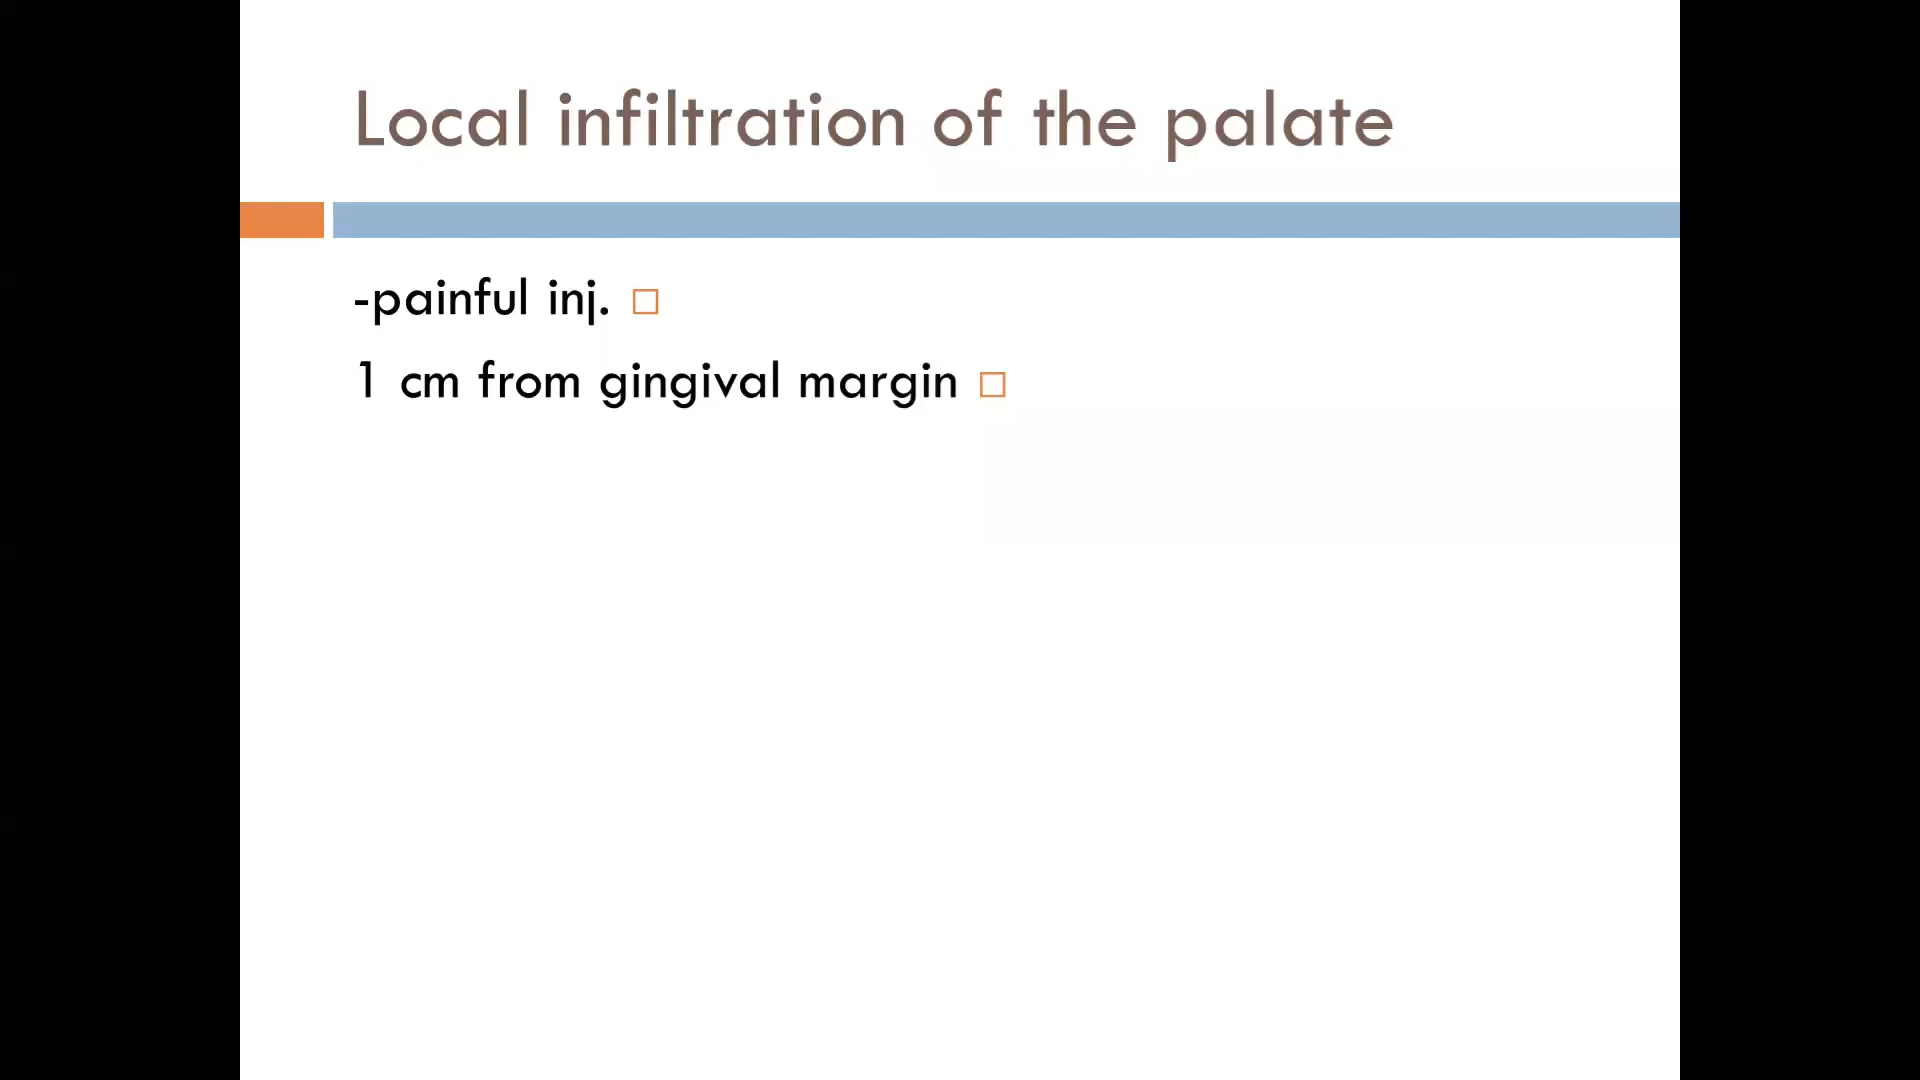 Local infiltration of the palate
-painful inj.
1 cm from gingival margin